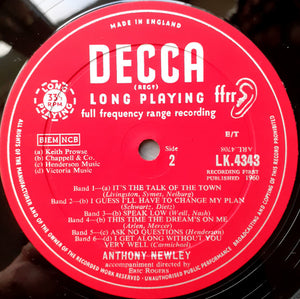 MADE IN ENGLAND
DECCA
(REGD)
LONG PLAYING
ffrr
full frequency range recording
LONG PLAYING
33⅓ RPM
BIEM NCB
E/T
ARL.4708
(a) Keith Prowse
(b) Chappell & Co.
(c) Henderson Music
(d) Victoria Music
Side
2
LK.4343
RECORDING FIRST
PUBLISHED 1960
Band 1—(a) IT'S THE TALK OF THE TOWN
(Livingston, Symes, Neiburg)
Band 2—(b) I GUESS I'LL HAVE TO CHANGE MY PLAN
(Schwartz, Dietz)
Band 3—(b) SPEAK LOW (Weill, Nash)
Band 4—(b) THIS TIME THE DREAM'S ON ME
(Arlen, Mercer)
Band 5—(c) ASK NO QUESTIONS (Henderson)
Band 6—(d) I GET ALONG WITHOUT YOU
VERY WELL (Carmichael)
ANTHONY NEWLEY
accompaniment directed by
Eric Rogers
ALL RIGHTS OF THE MANUFACTURER AND OF THE OWNER OF THE RECORDED WORK RESERVED · UNAUTHORISED PUBLIC PERFORMANCE, BROADCASTING AND COPYING OF THIS RECORD PROHIBITED